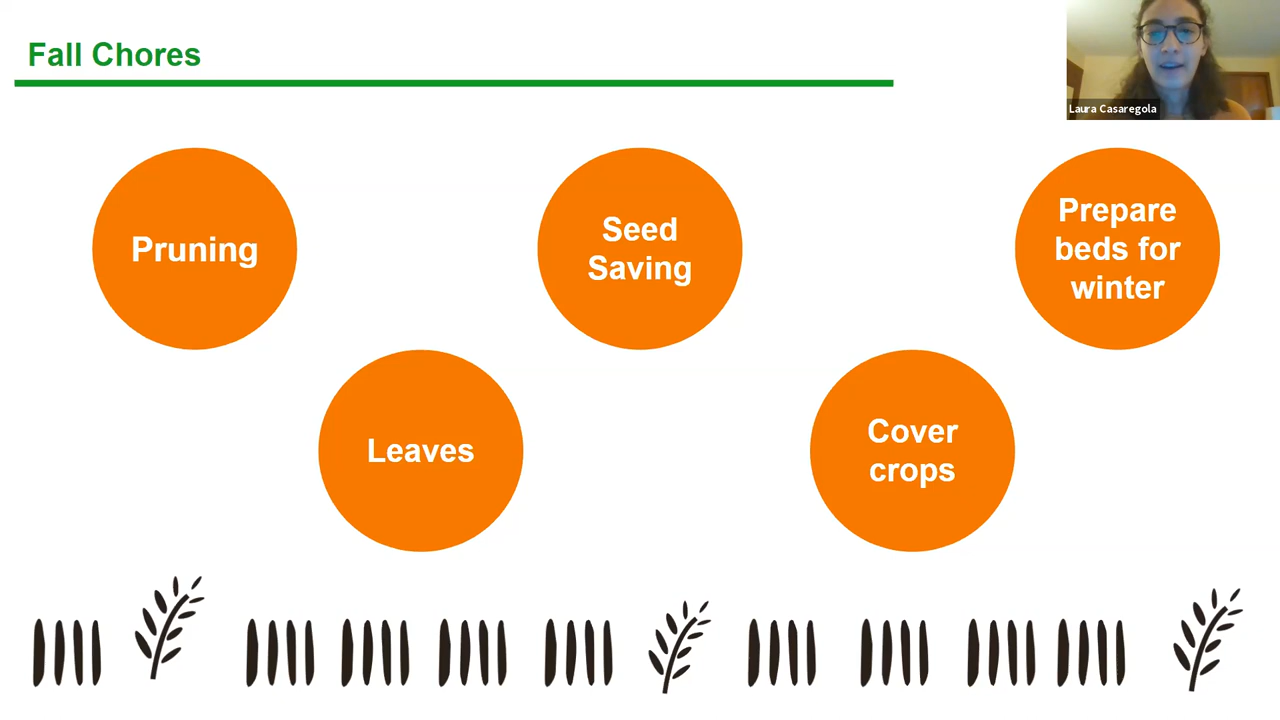 Fall Chores
Laura Casaregola
Pruning
Seed
Saving
Prepare
beds for
winter
Leaves
Cover
crops